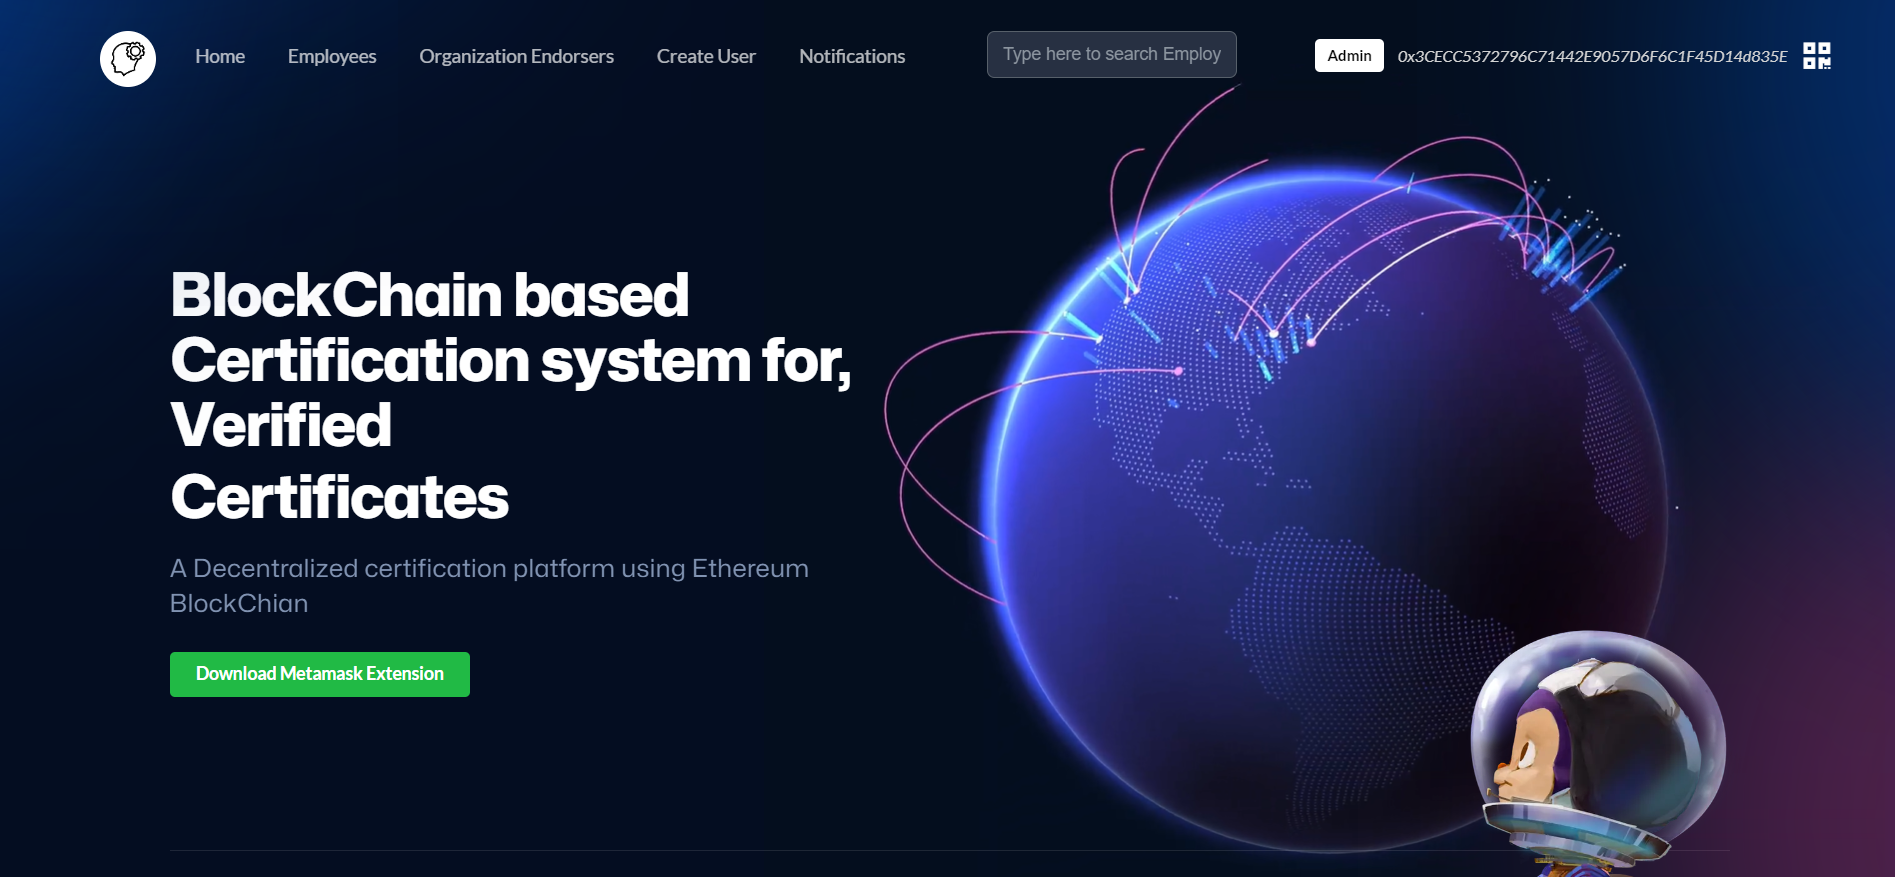 Home Employees Organization Endorsers Create User Notifications Type here to search Employ Admin 0x3CECC5372796C71442E9057D6F6C1F45D14d835E
BlockChain based
Certification system for,
Verified
Certificates
A Decentralized certification platform using Ethereum
BlockChian
Download Metamask Extension